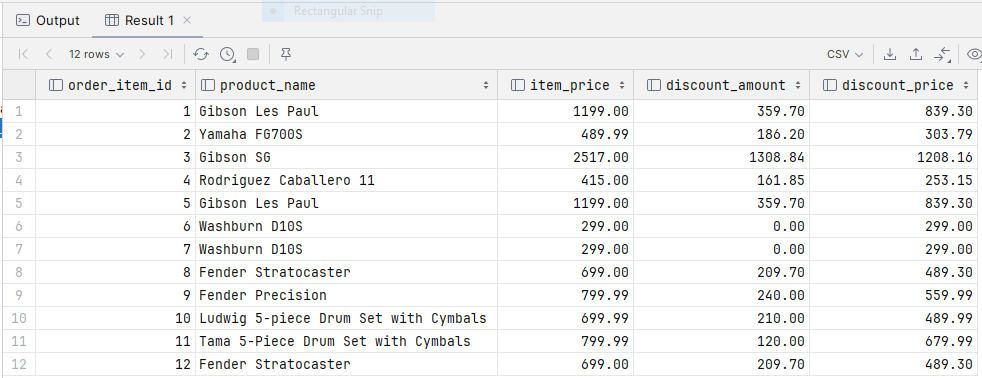 Rectangular Snip
Output Result 1
12 rows CSV
order_item_id product_name item_price discount_amount discount_price
1 1 Gibson Les Paul 1199.00 359.70 839.30
2 2 Yamaha FG700S 489.99 186.20 303.79
3 3 Gibson SG 2517.00 1308.84 1208.16
4 4 Rodriguez Caballero 11 415.00 161.85 253.15
5 5 Gibson Les Paul 1199.00 359.70 839.30
6 6 Washburn D10S 299.00 0.00 299.00
7 7 Washburn D10S 299.00 0.00 299.00
8 8 Fender Stratocaster 699.00 209.70 489.30
9 9 Fender Precision 799.99 240.00 559.99
10 10 Ludwig 5-piece Drum Set with Cymbals 699.99 210.00 489.99
11 11 Tama 5-Piece Drum Set with Cymbals 799.99 120.00 679.99
12 12 Fender Stratocaster 699.00 209.70 489.30